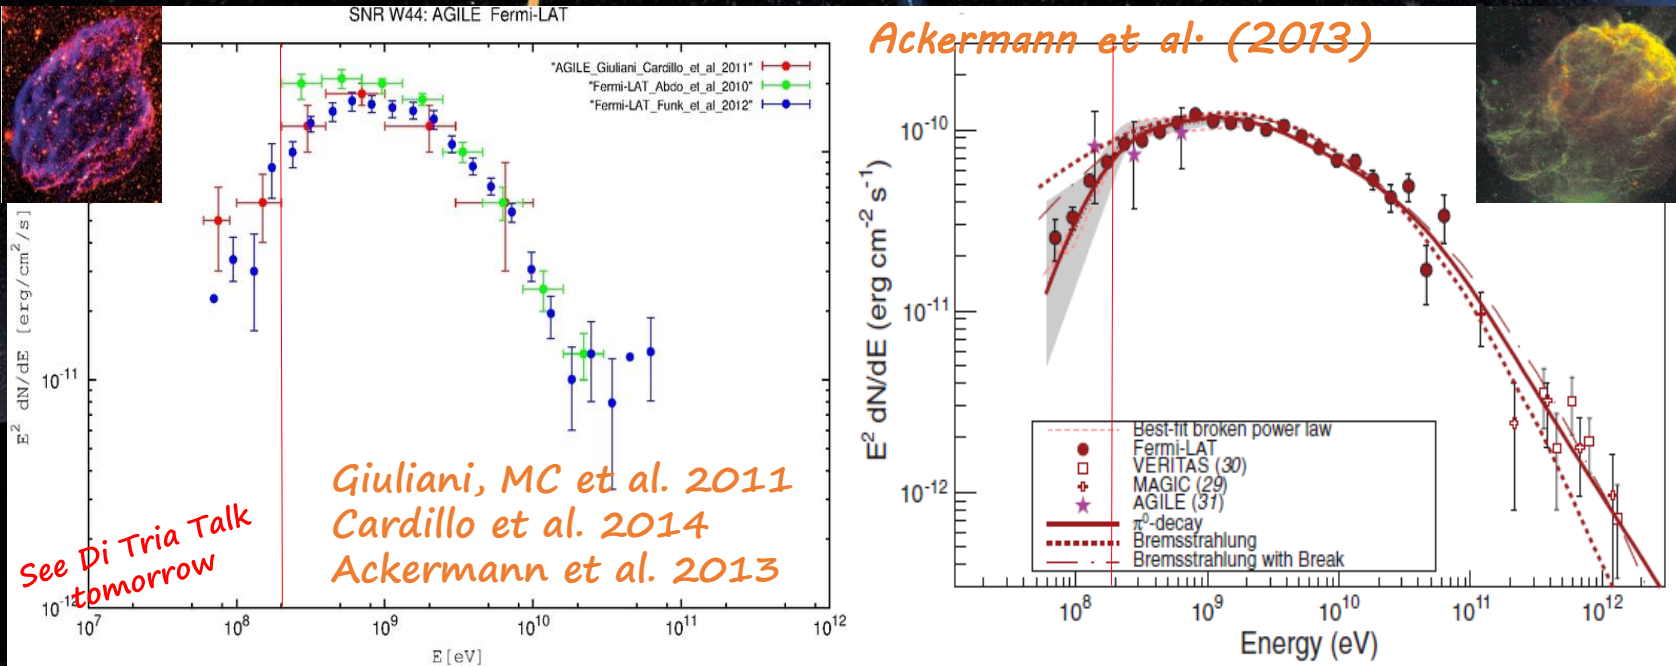 SNR W44: AGILE Fermi-LAT
"AGILE_Giuliani_Cardillo_et_al_2011"
"Fermi-LAT_Abdo_et_al_2010"
"Fermi-LAT_Funk_et_al_2012"
E² dN/dE [erg/cm²/s]
10⁻¹¹
10⁻¹²
10⁷
10⁸
10⁹
10¹⁰
10¹¹
10¹²
E[eV]
Giuliani, MC et al. 2011
Cardillo et al. 2014
Ackermann et al. 2013
See Di Tria Talk
tomorrow
Ackermann et al. (2013)
E² dN/dE (erg cm⁻² s⁻¹)
10⁻¹⁰
10⁻¹¹
10⁻¹²
Best-fit broken power law
Fermi-LAT
VERITAS (30)
MAGIC (29)
AGILE (31)
π⁰-decay
Bremsstrahlung
Bremsstrahlung with Break
10⁸
10⁹
10¹⁰
10¹¹
10¹²
Energy (eV)